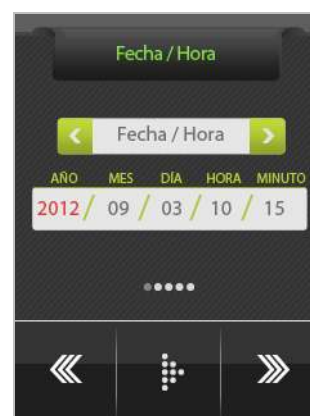 Fecha / Hora
Fecha / Hora
AÑO MES DÍA HORA MINUTO
2012 / 09 / 03 / 10 / 15